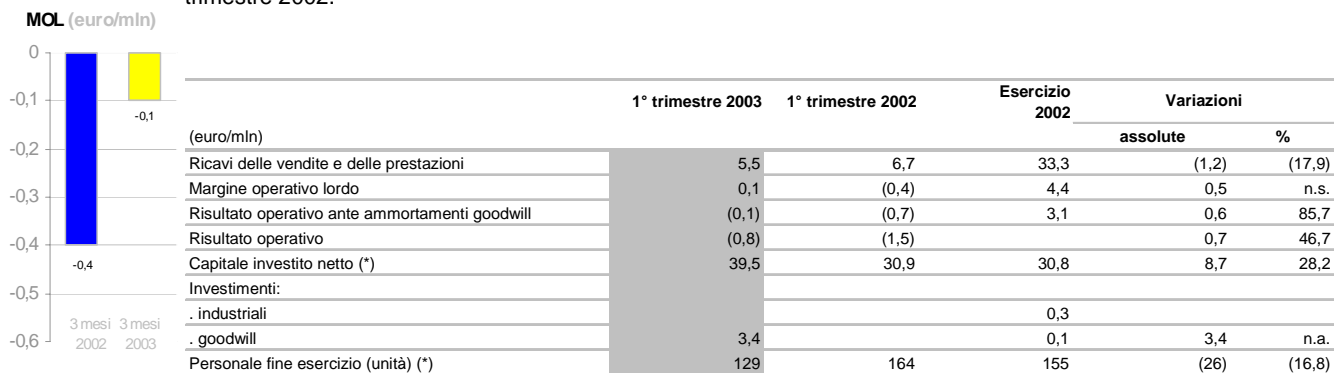 MOL (euro/mln)
0
-0,1
-0,2
-0,3
-0,4
-0,5
-0,6
-0,1
-0,4
3 mesi 3 mesi
2002 2003
trimestre 2002.
1° trimestre 2003 1° trimestre 2002 Esercizio 2002 Variazioni
(euro/mln) assolute %
Ricavi delle vendite e delle prestazioni 5,5 6,7 33,3 (1,2) (17,9)
Margine operativo lordo 0,1 (0,4) 4,4 0,5 n.s.
Risultato operativo ante ammortamenti goodwill (0,1) (0,7) 3,1 0,6 85,7
Risultato operativo (0,8) (1,5) 0,7 46,7
Capitale investito netto (*) 39,5 30,9 30,8 8,7 28,2
Investimenti:
. industriali 0,3
. goodwill 3,4 0,1 3,4 n.a.
Personale fine esercizio (unità) (*) 129 164 155 (26) (16,8)